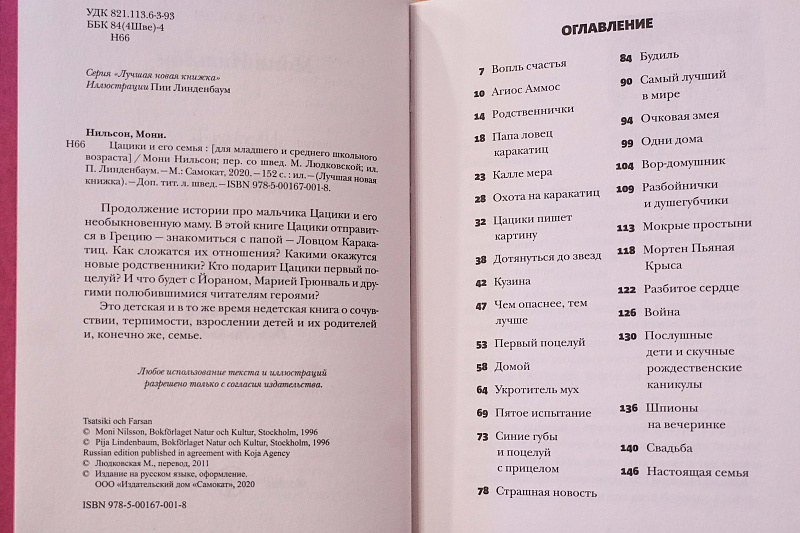 УДК 821.113.6-3-93
ББК 84(4Шве)-4
Н66
Серия «Лучшая новая книжка»
Иллюстрации Пии Линденбаум
Нильсон, Мони.
Н66 Цацики и его семья : [для младшего и среднего школьного
возраста] / Мони Нильсон; пер. со швед. М. Людковской; ил.
П. Линденбаум. — М.: Самокат, 2020. — 152 с. : ил. — (Лучшая новая
книжка). — Доп. тит. л. швед. — ISBN 978-5-00167-001-8.
Продолжение истории про мальчика Цацики и его
необыкновенную маму. В этой книге Цацики отправит-
ся в Грецию — знакомиться с папой — Ловцом Карака-
тиц. Как сложатся их отношения? Какими окажутся
новые родственники? Кто подарит Цацики первый по-
целуй? И что будет с Йораном, Марией Грюнваль и дру-
гими полюбившимися читателям героями?
Это детская и в то же время недетская книга о сочув-
ствии, терпимости, взрослении детей и их родителей
и, конечно же, семье.
Любое использование текста и иллюстраций
разрешено только с согласия издательства.
Tsatsiki och Farsan
© Moni Nilsson, Bokförlaget Natur och Kultur, Stockholm, 1996
© Pija Lindenbaum, Bokförlaget Natur och Kultur, Stockholm, 1996
Russian edition published in agreement with Koja Agency
© Людковская М., перевод, 2011
© Издание на русском языке, оформление.
ООО «Издательский дом «Самокат», 2020
ISBN 978-5-00167-001-8
ОГЛАВЛЕНИЕ
7 Вопль счастья
10 Агиос Аммос
14 Родственнички
18 Папа ловец
каракатиц
23 Калле мера
28 Охота на каракатиц
32 Цацики пишет
картину
38 Дотянуться до звезд
42 Кузина
47 Чем опаснее, тем
лучше
53 Первый поцелуй
58 Домой
64 Укротитель мух
69 Пятое испытание
73 Синие губы
и поцелуй
с прицелом
78 Страшная новость
84 Будиль
90 Самый лучший
в мире
94 Очковая змея
99 Одни дома
104 Вор-домушник
109 Разбойнички
и душегубчики
113 Мокрые простыни
118 Мортен Пьяная
Крыса
122 Разбитое сердце
126 Война
130 Послушные
дети и скучные
рождественские
каникулы
136 Шпионы
на вечеринке
140 Свадьба
146 Настоящая семья